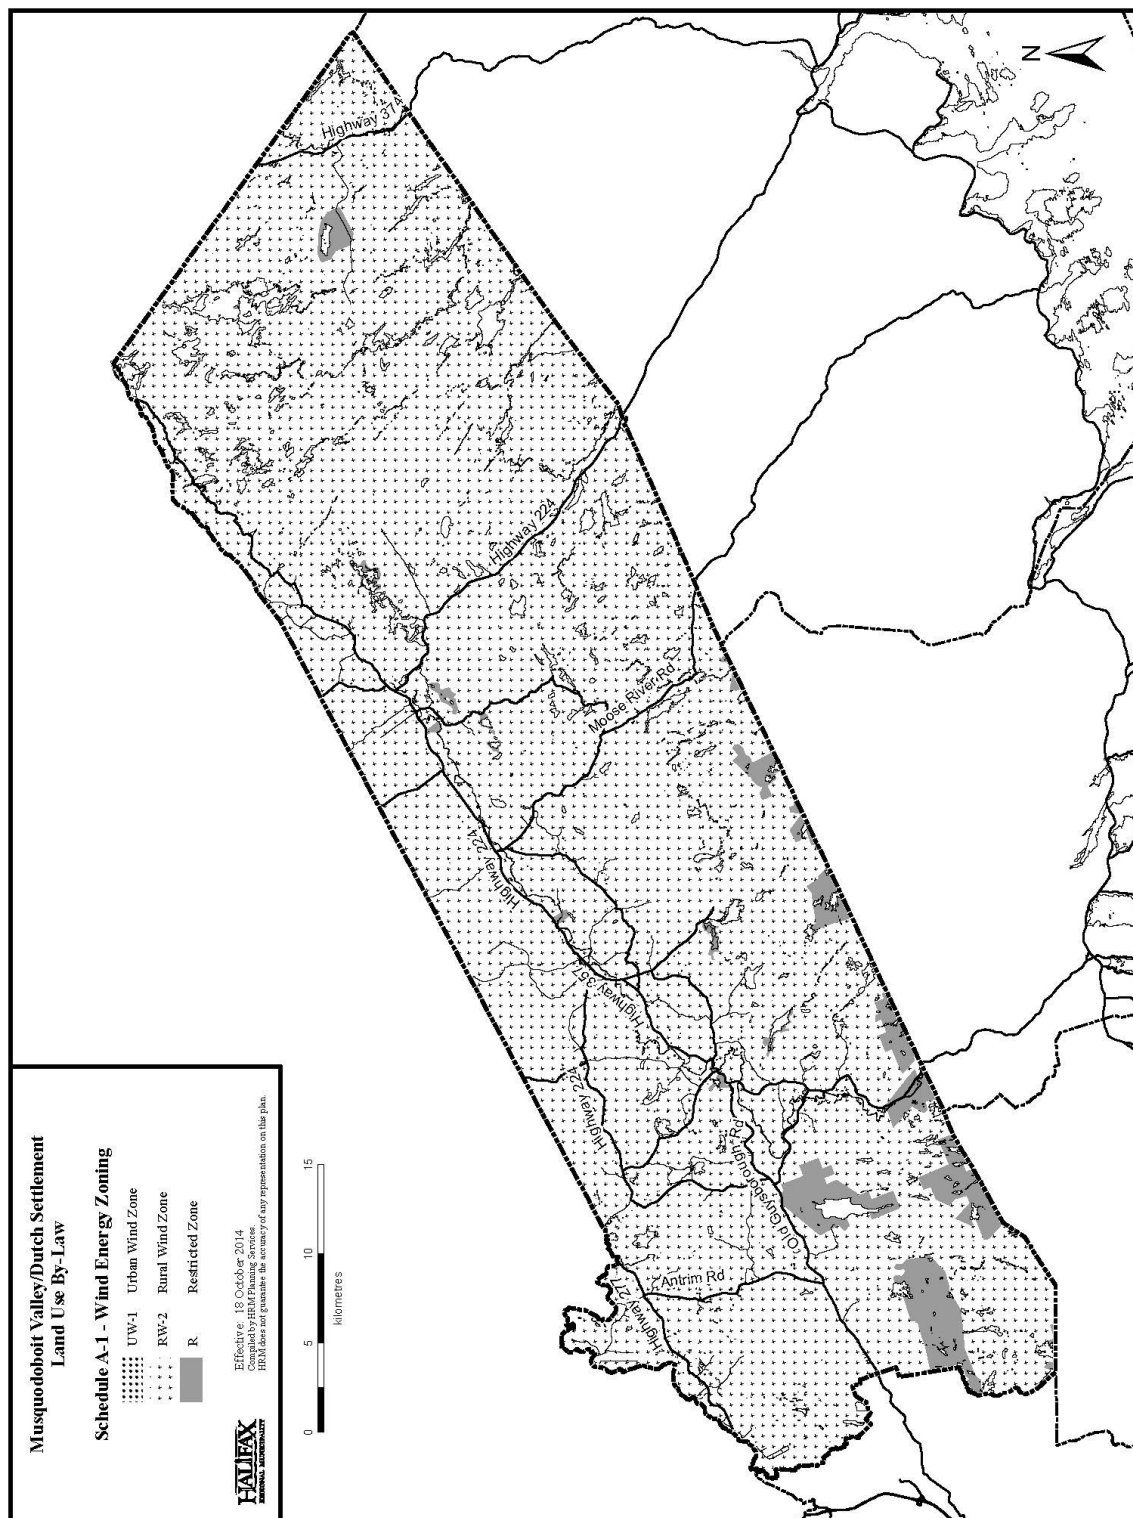 Musquodoboit Valley/Dutch Settlement
Land Use By-Law
Schedule A-1 - Wind Energy Zoning
UW-1 Urban Wind Zone
RW-2 Rural Wind Zone
R Restricted Zone
Effective: 18 October 2014
Compiled by HRM Planning Services.
HRM does not guarantee the accuracy of any representation on this plan.
HALIFAX
REGIONAL MUNICIPALITY
0 5 10 15
kilometres
N
Highway 374
Highway 224
Moose River Rd
Highway 224
Highway 357
Highway 224
Old Guysborough Rd
Antrim Rd
Highway 277